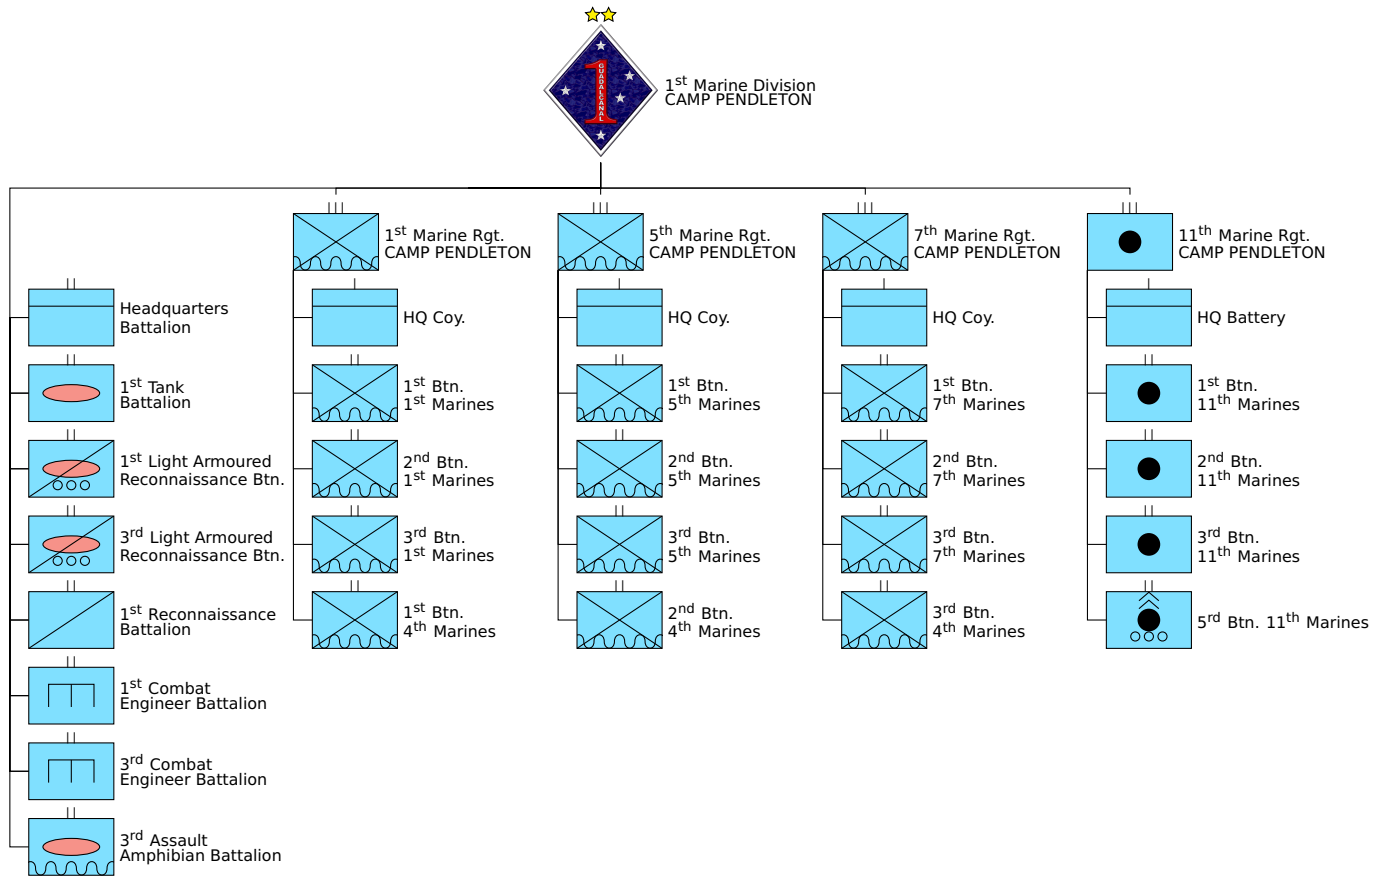 GUADALCANAL
1
1st Marine Division
CAMP PENDLETON
Headquarters
Battalion
1st Tank
Battalion
1st Light Armoured
Reconnaissance Btn.
3rd Light Armoured
Reconnaissance Btn.
1st Reconnaissance
Battalion
1st Combat
Engineer Battalion
3rd Combat
Engineer Battalion
3rd Assault
Amphibian Battalion
1st Marine Rgt.
CAMP PENDLETON
HQ Coy.
1st Btn.
1st Marines
2nd Btn.
1st Marines
3rd Btn.
1st Marines
1st Btn.
4th Marines
5th Marine Rgt.
CAMP PENDLETON
HQ Coy.
1st Btn.
5th Marines
2nd Btn.
5th Marines
3rd Btn.
5th Marines
2nd Btn.
4th Marines
7th Marine Rgt.
CAMP PENDLETON
HQ Coy.
1st Btn.
7th Marines
2nd Btn.
7th Marines
3rd Btn.
7th Marines
3rd Btn.
4th Marines
11th Marine Rgt.
CAMP PENDLETON
HQ Battery
1st Btn.
11th Marines
2nd Btn.
11th Marines
3rd Btn.
11th Marines
5rd Btn. 11th Marines